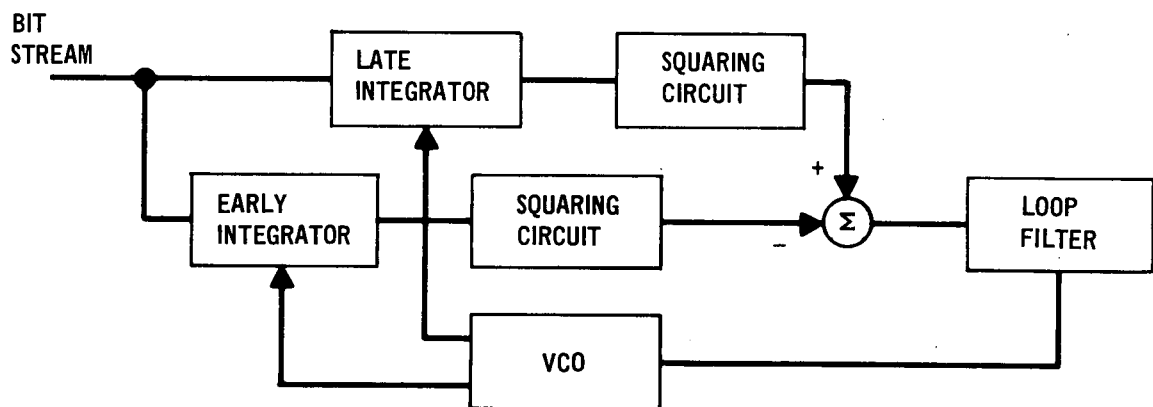 BIT
STREAM
LATE
INTEGRATOR
SQUARING
CIRCUIT
+
EARLY
INTEGRATOR
SQUARING
CIRCUIT
−
Σ
LOOP
FILTER
VCO